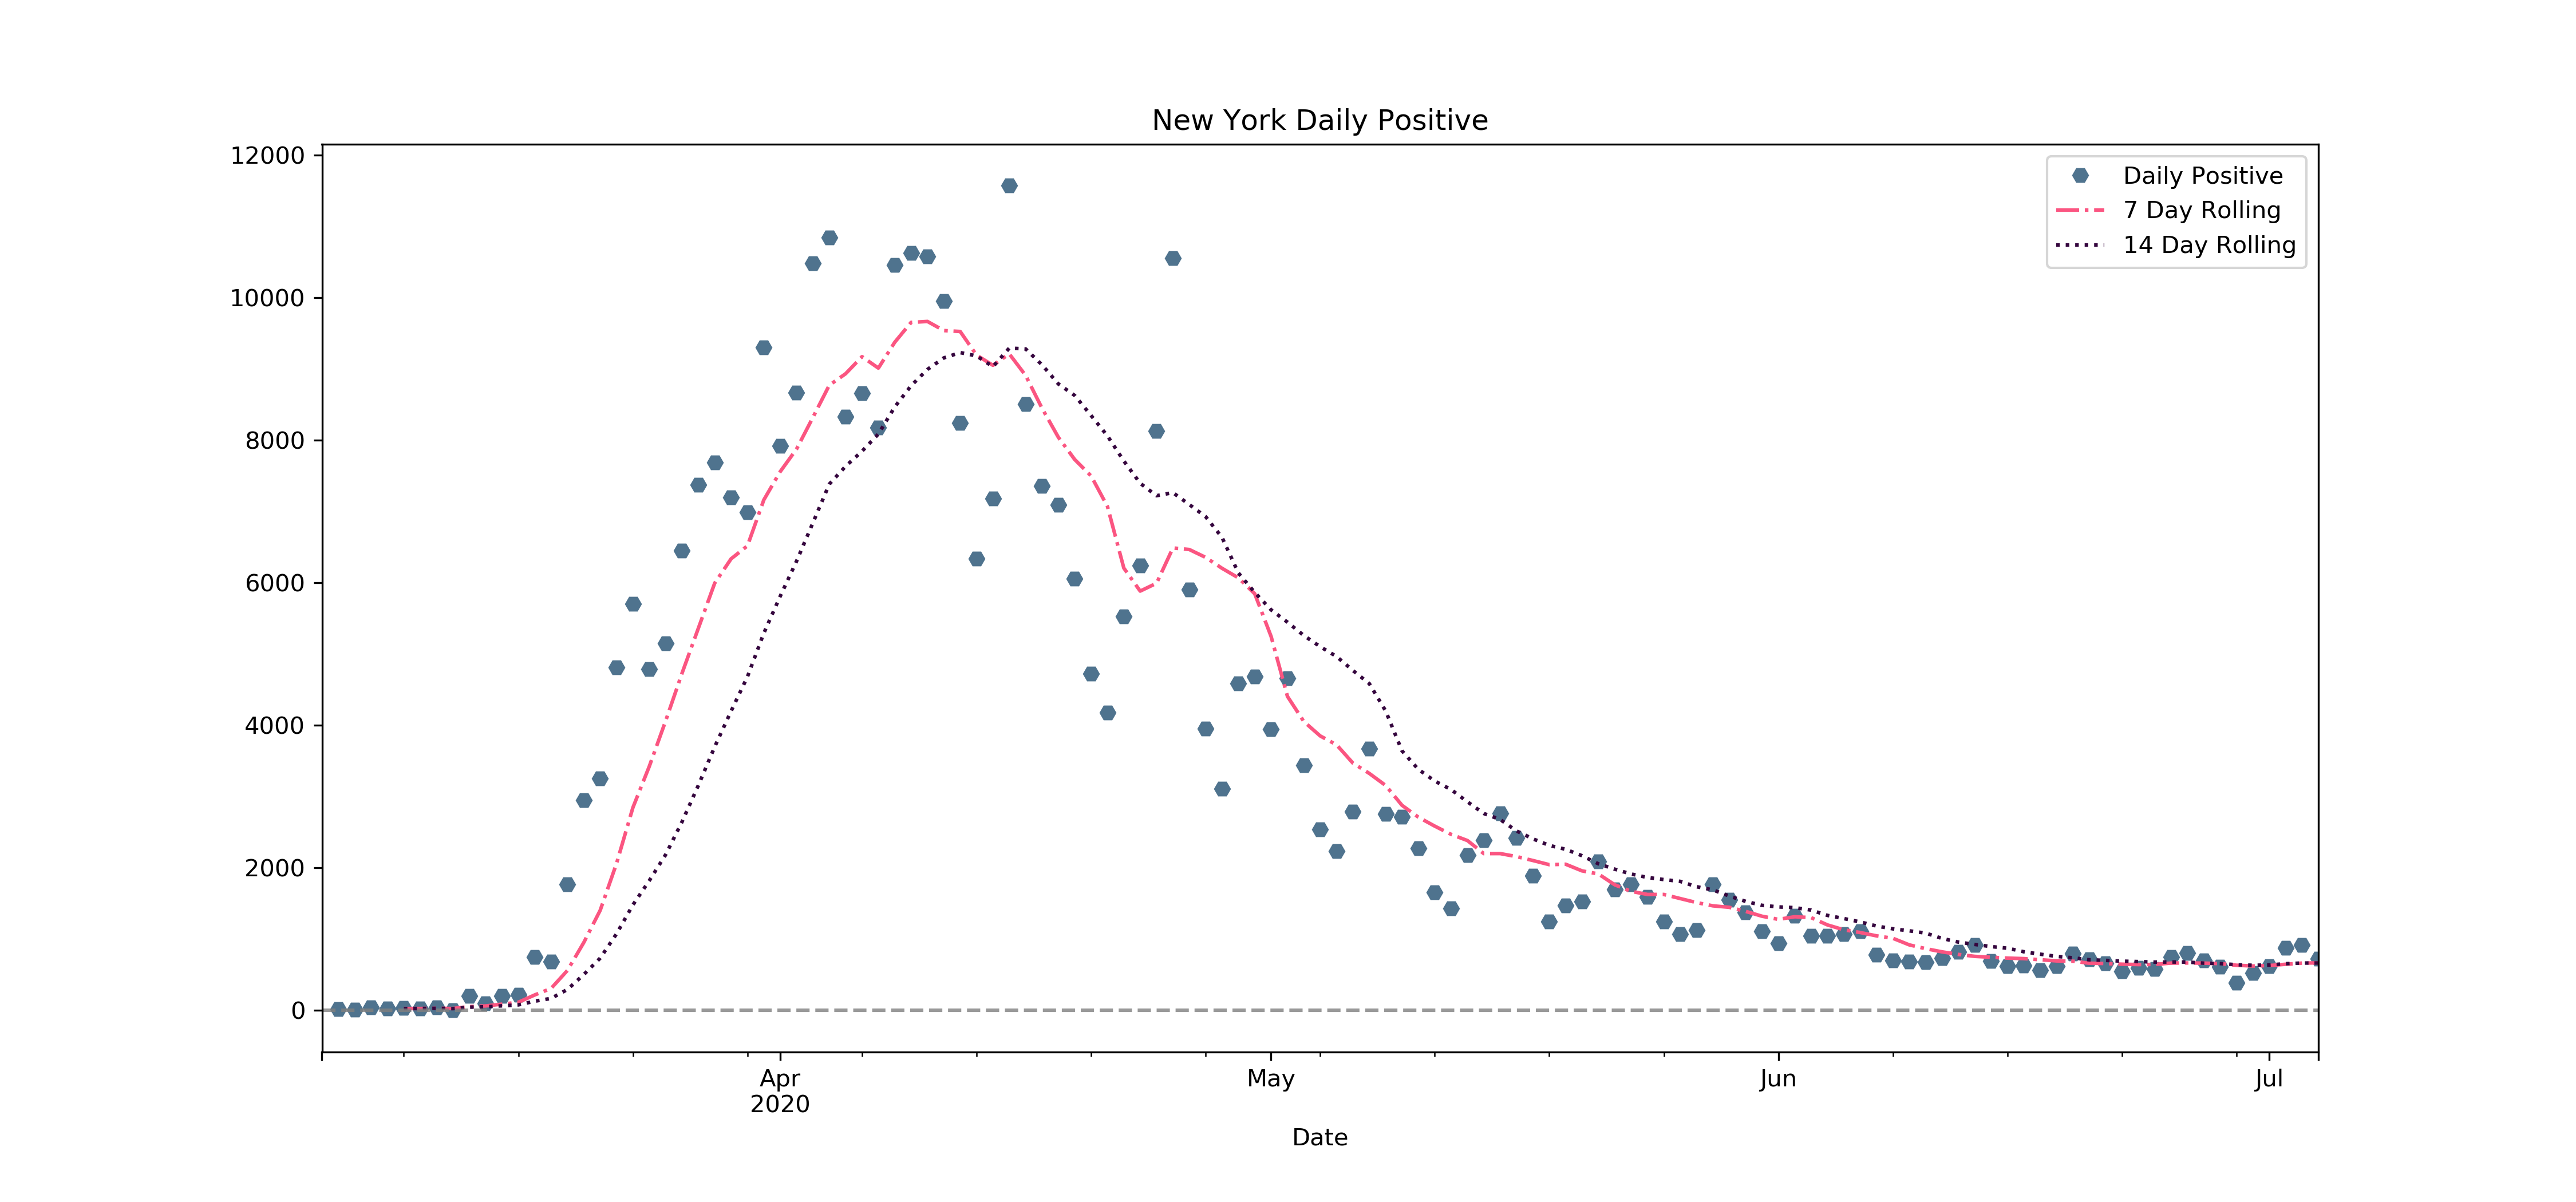 New York Daily Positive
12000
10000
8000
6000
4000
2000
0
Daily Positive
7 Day Rolling
14 Day Rolling
Apr
2020
May
Jun
Jul
Date